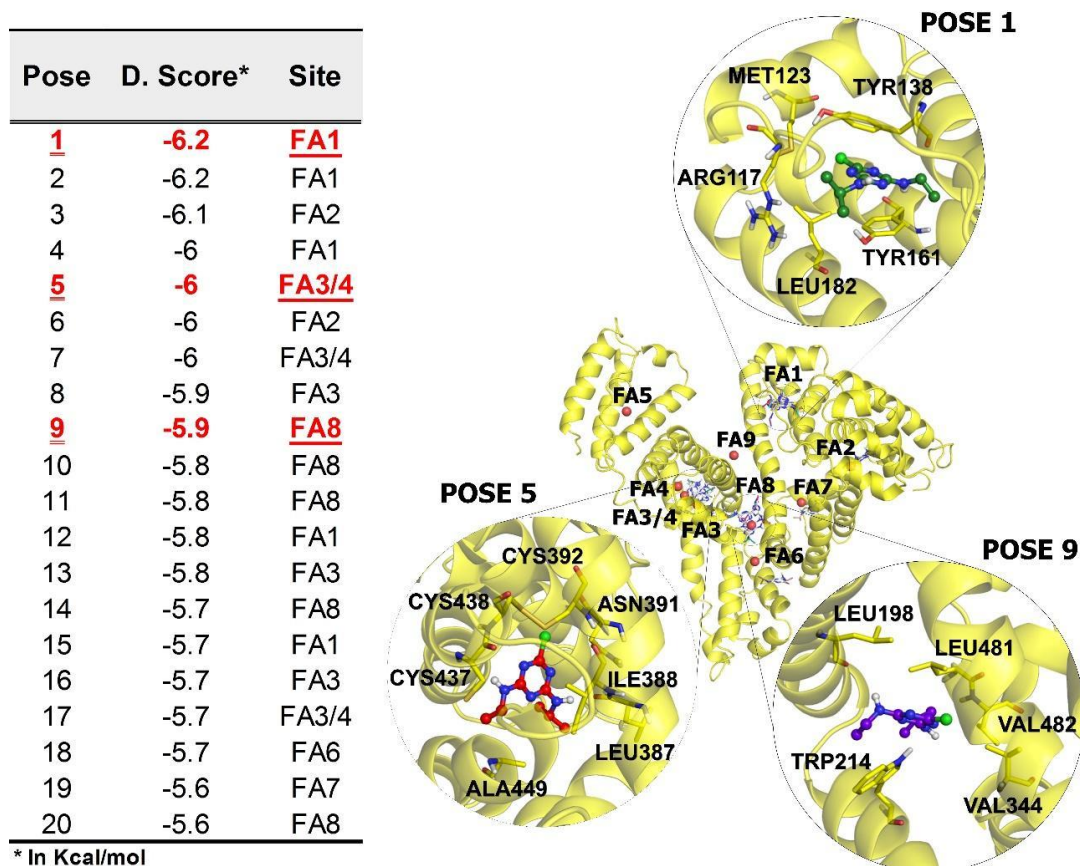 Pose D. Score* Site
1 -6.2 FA1
2 -6.2 FA1
3 -6.1 FA2
4 -6 FA1
5 -6 FA3/4
6 -6 FA2
7 -6 FA3/4
8 -5.9 FA3
9 -5.9 FA8
10 -5.8 FA8
11 -5.8 FA8
12 -5.8 FA1
13 -5.8 FA3
14 -5.7 FA8
15 -5.7 FA1
16 -5.7 FA3
17 -5.7 FA3/4
18 -5.7 FA6
19 -5.6 FA7
20 -5.6 FA8
* In Kcal/mol
POSE 1
MET123
TYR138
ARG117
TYR161
LEU182
FA1
FA5
FA2
FA9
FA4
FA8
FA7
FA3/4
FA3
FA6
POSE 5
CYS392
CYS438
ASN391
CYS437
ILE388
LEU387
ALA449
POSE 9
LEU198
LEU481
VAL482
TRP214
VAL344